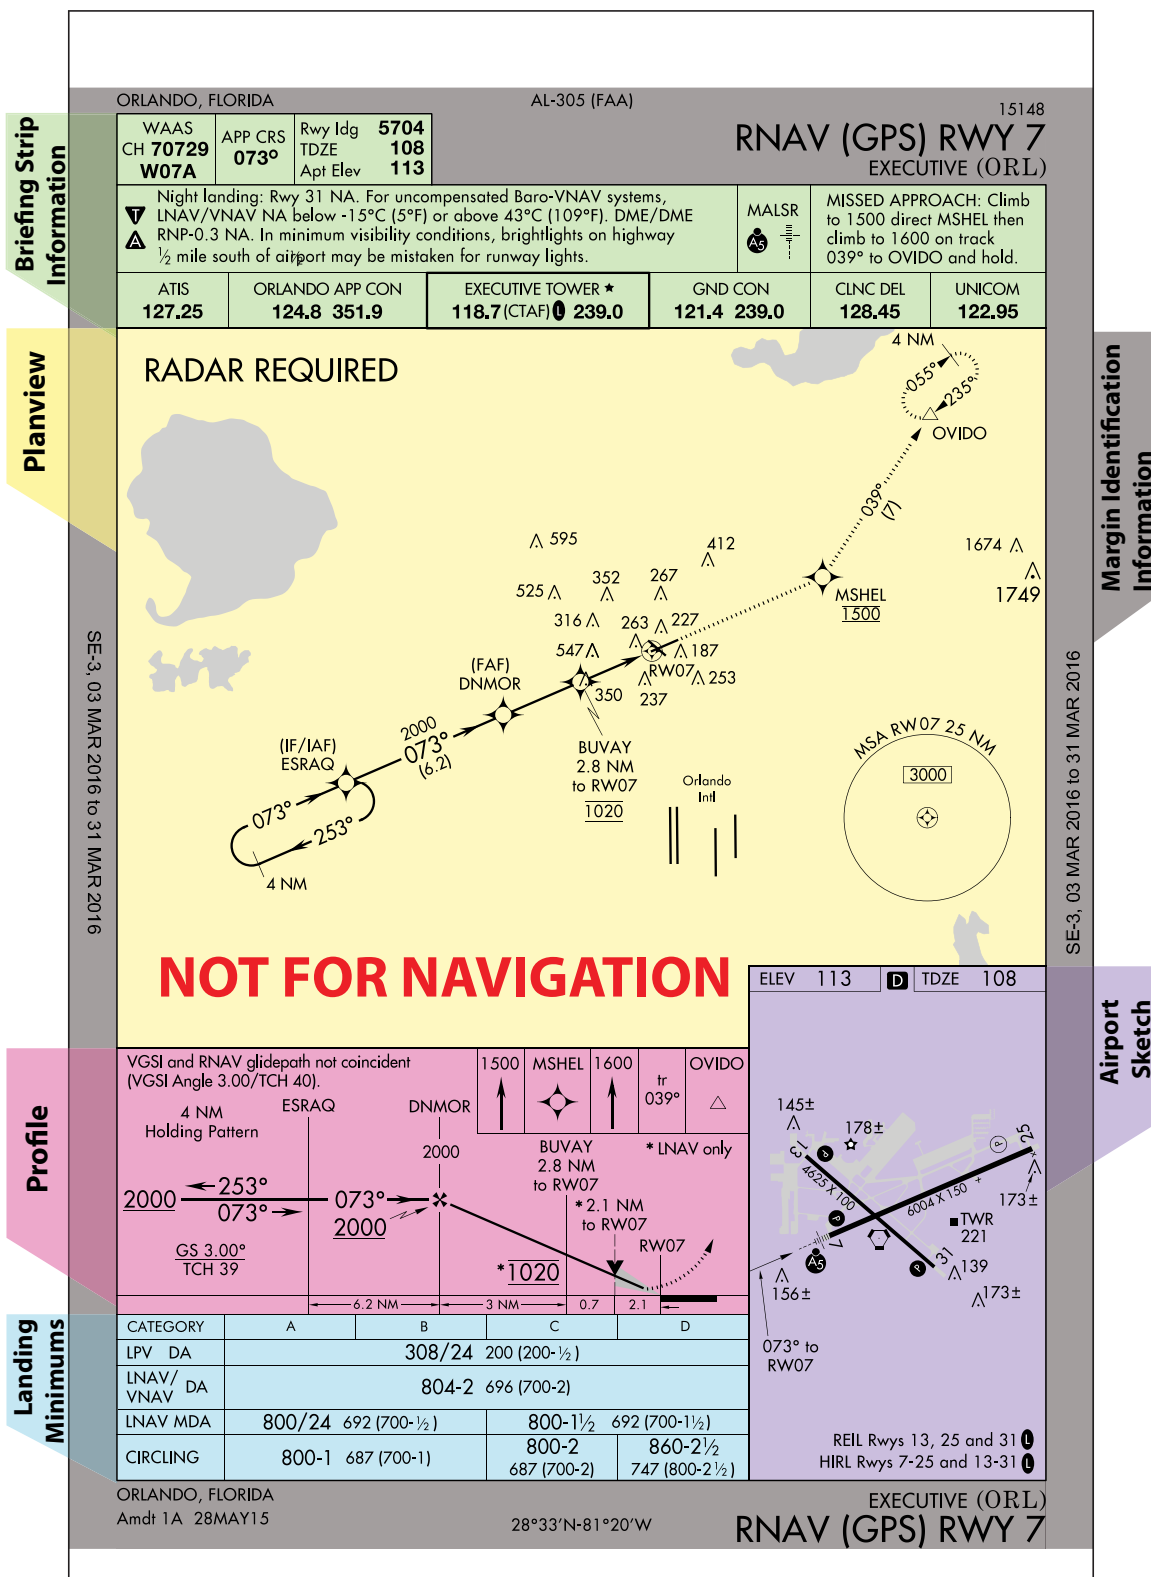 ORLANDO, FLORIDA
AL-305 (FAA)
15148
WAAS
CH 70729
W07A
APP CRS
073°
Rwy ldg 5704
TDZE 108
Apt Elev 113
RNAV (GPS) RWY 7
EXECUTIVE (ORL)
Briefing Strip
Information
T
A
Night landing: Rwy 31 NA. For uncompensated Baro-VNAV systems,
LNAV/VNAV NA below -15°C (5°F) or above 43°C (109°F). DME/DME
RNP-0.3 NA. In minimum visibility conditions, brightlights on highway
½ mile south of airport may be mistaken for runway lights.
MALSR
A5
MISSED APPROACH: Climb
to 1500 direct MSHEL then
climb to 1600 on track
039° to OVIDO and hold.
ATIS
127.25
ORLANDO APP CON
124.8 351.9
EXECUTIVE TOWER ★
118.7 (CTAF) L 239.0
GND CON
121.4 239.0
CLNC DEL
128.45
UNICOM
122.95
Planview
Margin Identification
Information
RADAR REQUIRED
4 NM
055°
235°
OVIDO
039°
(7)
595
412
1674
1749
525
352
267
MSHEL
1500
316
263
227
547
187
RW07
(FAF)
DNMOR
350
237
253
2000
073°
(6.2)
(IF/IAF)
ESRAQ
BUVAY
2.8 NM
to RW07
1020
Orlando
Intl
MSA RW07 25 NM
3000
073°
253°
4 NM
SE-3, 03 MAR 2016 to 31 MAR 2016
SE-3, 03 MAR 2016 to 31 MAR 2016
NOT FOR NAVIGATION
ELEV 113
D
TDZE 108
Airport
Sketch
145±
178±
13
P
P
25
4625 X 100
6004 X 150
173±
P
TWR
221
7
A5
31
P
139
156±
173±
073° to
RW07
REIL Rwys 13, 25 and 31 L
HIRL Rwys 7-25 and 13-31 L
Profile
VGSI and RNAV glidepath not coincident
(VGSI Angle 3.00/TCH 40).
1500
MSHEL
1600
tr
039°
OVIDO
4 NM
Holding Pattern
ESRAQ
DNMOR
2000
BUVAY
2.8 NM
to RW07
* LNAV only
2000
253°
073°
073°
2000
* 2.1 NM
to RW07
RW07
GS 3.00°
TCH 39
*1020
6.2 NM
3 NM
0.7
2.1
Landing
Minimums
CATEGORY A B C D
LPV DA 308/24 200 (200-½)
LNAV/
VNAV DA 804-2 696 (700-2)
LNAV MDA 800/24 692 (700-½) 800-1½ 692 (700-1½)
CIRCLING 800-1 687 (700-1)
800-2
687 (700-2)
860-2½
747 (800-2½)
ORLANDO, FLORIDA
Amdt 1A 28MAY15
28°33'N-81°20'W
EXECUTIVE (ORL)
RNAV (GPS) RWY 7